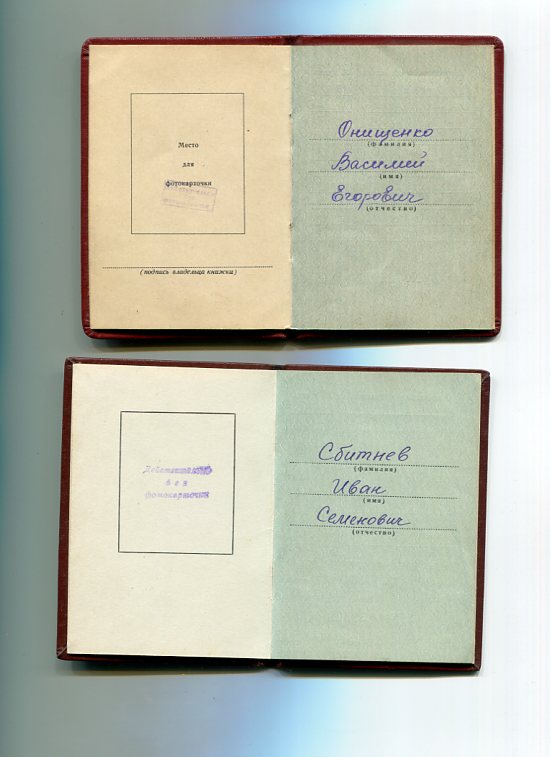 Место
для
фотокарточки
(подпись владельца книжки)
Онищенко
(фамилия)
Василий
(имя)
Егорович
(отчество)
Действительно
без
фотокарточки
Сбитнев
(фамилия)
Иван
(имя)
Семенович
(отчество)